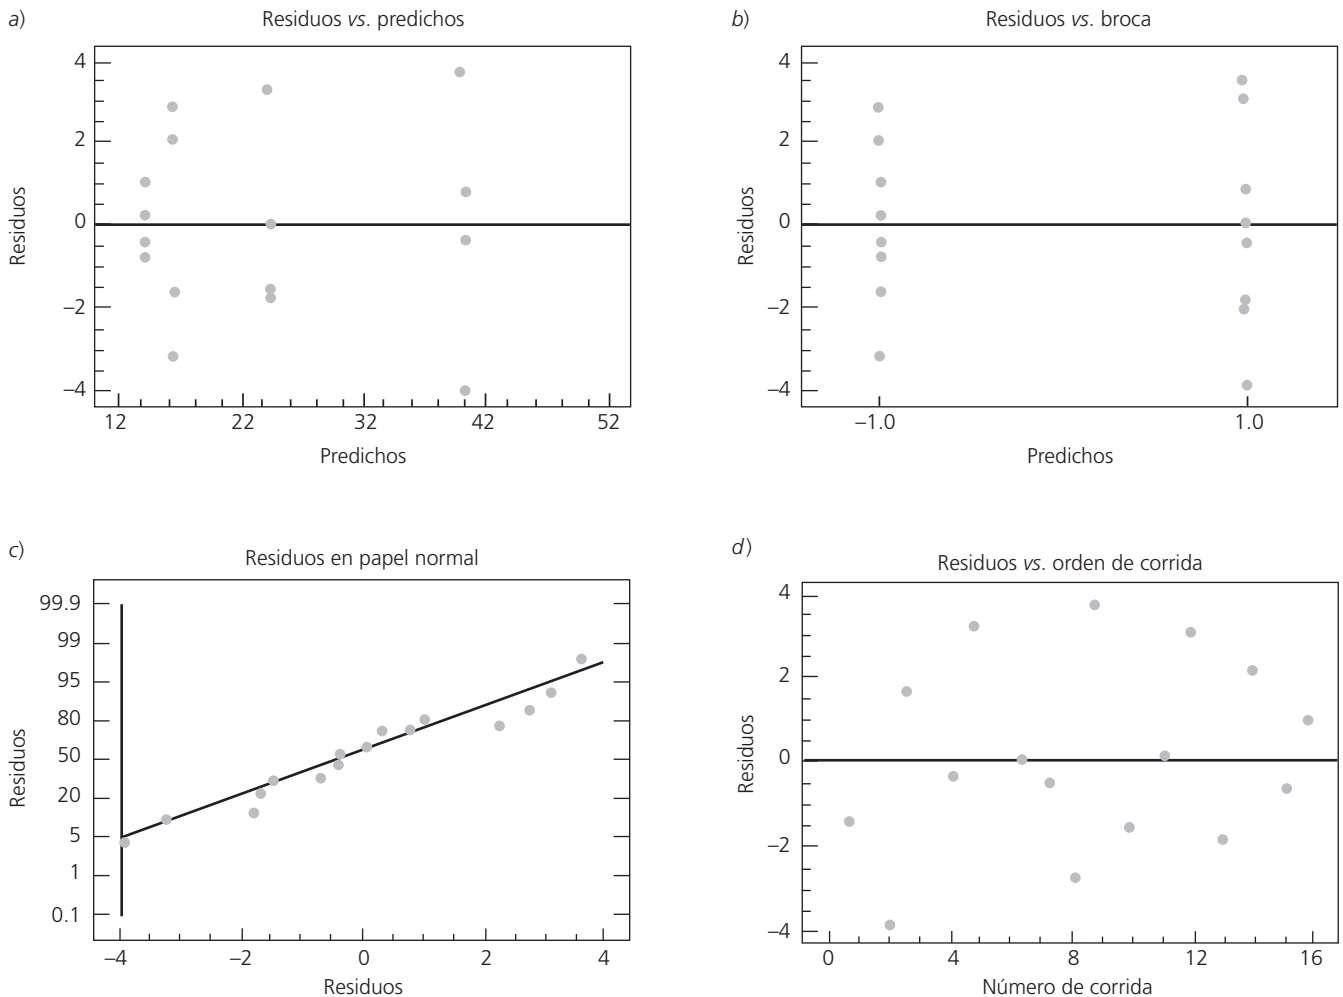 a)
Residuos vs. predichos
4
2
0
−2
−4
Residuos
12 22 32 42 52
Predichos
b)
Residuos vs. broca
4
2
0
−2
−4
Residuos
−1.0 1.0
Predichos
c)
Residuos en papel normal
99.9
99
95
80
50
20
5
1
0.1
Residuos
−4 −2 0 2 4
Residuos
d)
Residuos vs. orden de corrida
4
2
0
−2
−4
Residuos
0 4 8 12 16
Número de corrida